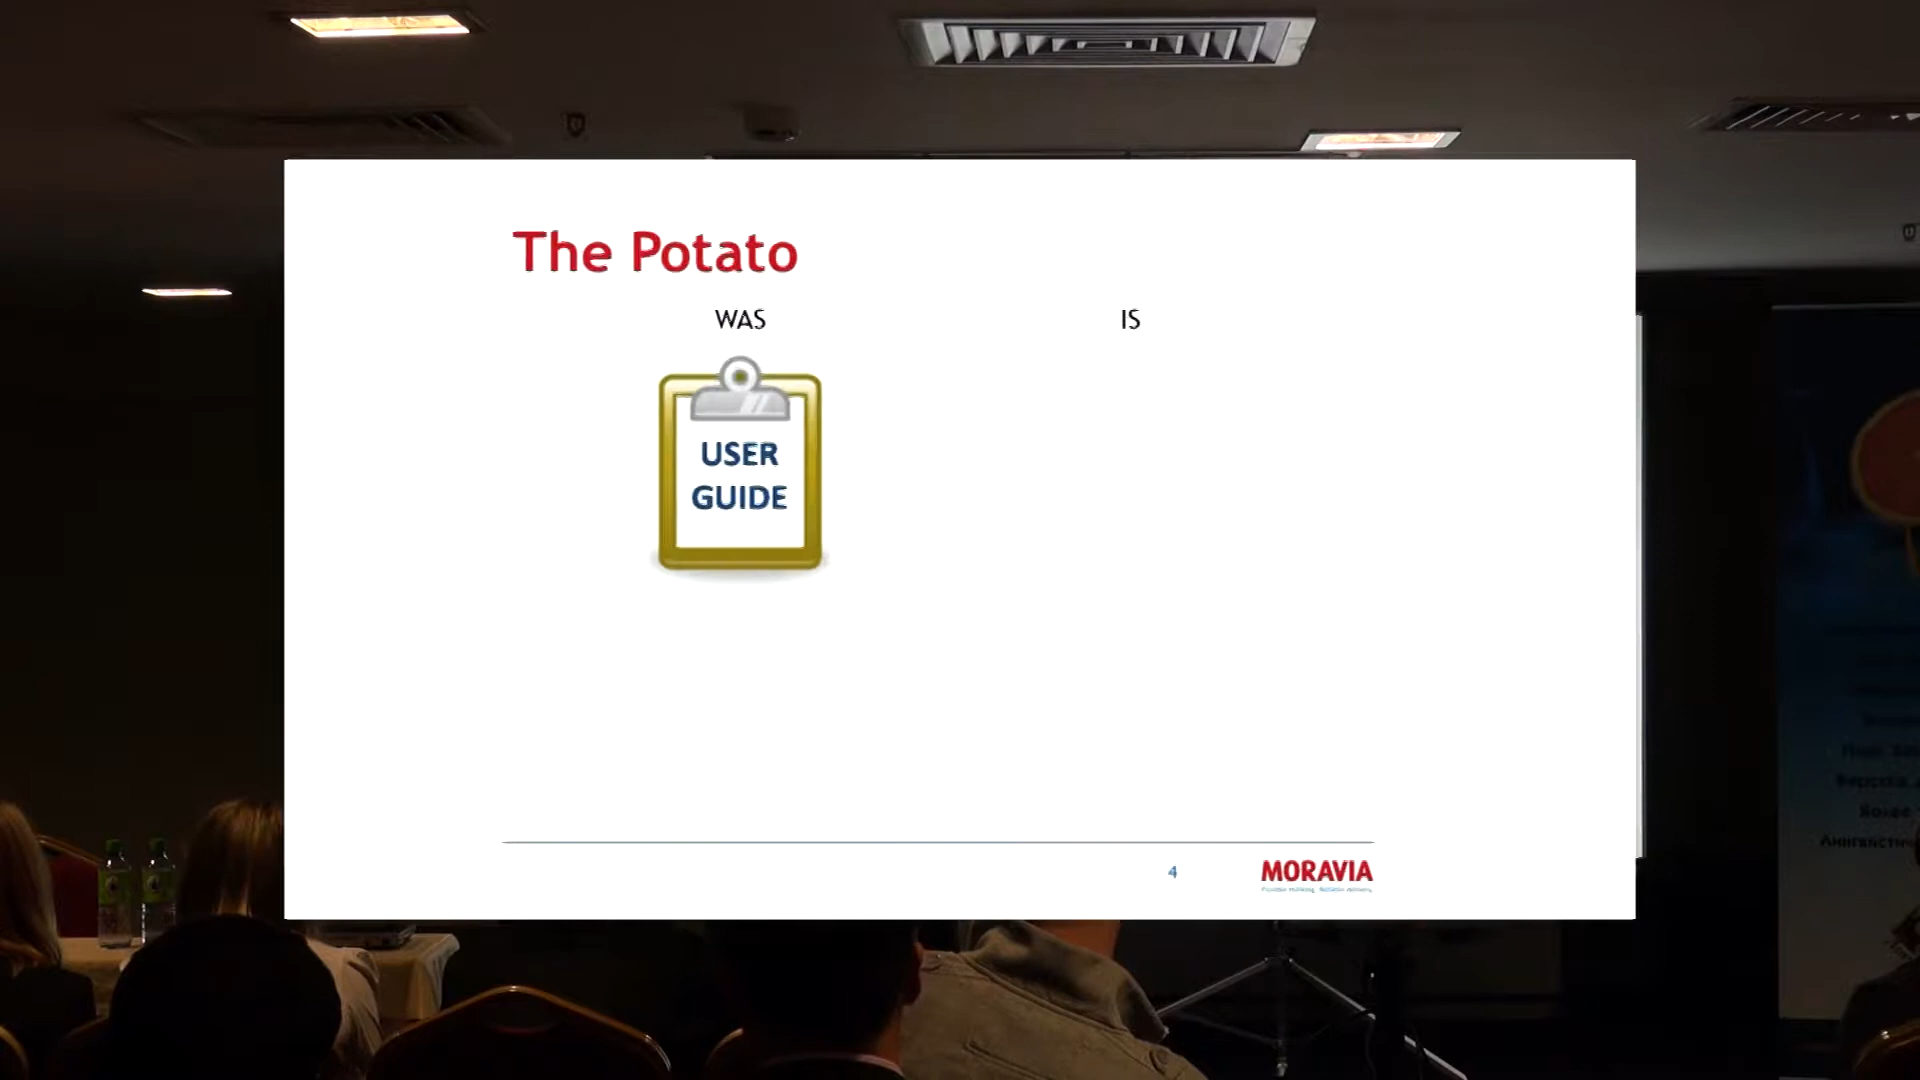 The Potato
WAS
IS
USER
GUIDE
4
MORAVIA